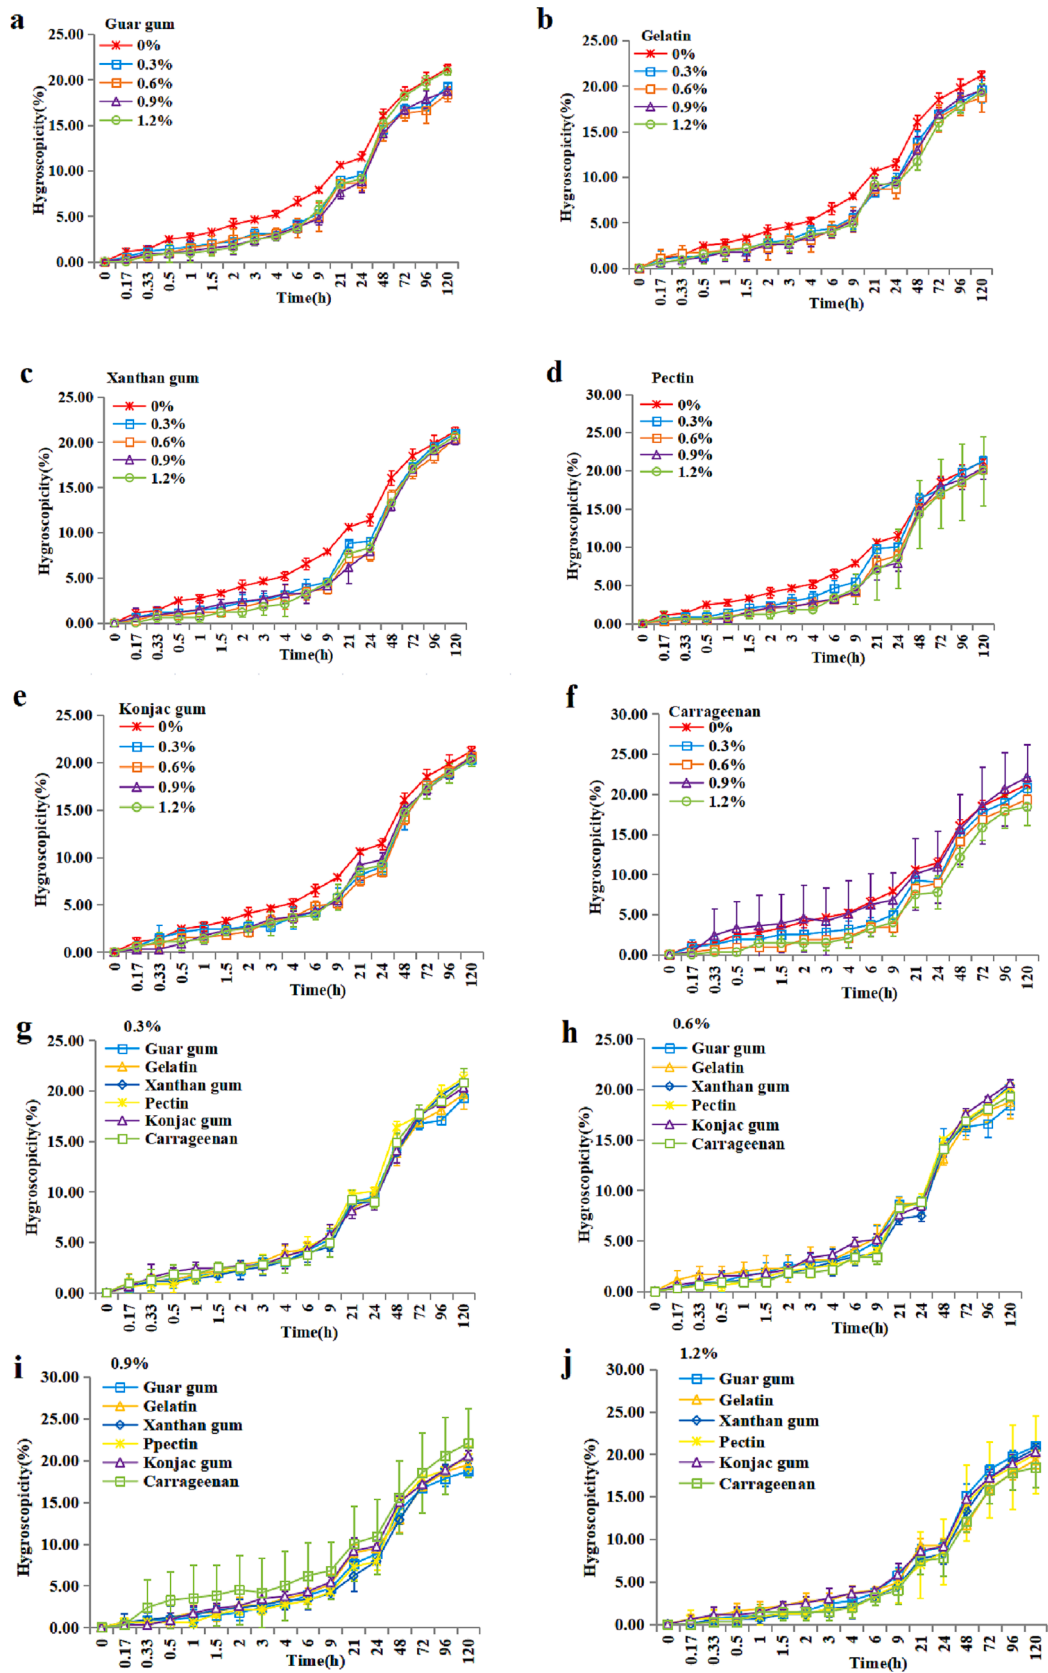 a
Guar gum
0%
0.3%
0.6%
0.9%
1.2%
25.00
20.00
15.00
10.00
5.00
0.00
Hygroscopicity(%)
0 0.17 0.33 0.5 1 1.5 2 3 4 6 9 21 24 48 72 96 120
Time(h)
b
Gelatin
0%
0.3%
0.6%
0.9%
1.2%
25.00
20.00
15.00
10.00
5.00
0.00
Hygroscopicity(%)
0 0.17 0.33 0.5 1 1.5 2 3 4 6 9 21 24 48 72 96 120
Time(h)
c
Xanthan gum
0%
0.3%
0.6%
0.9%
1.2%
25.00
20.00
15.00
10.00
5.00
0.00
Hygroscopicity(%)
0 0.17 0.33 0.5 1 1.5 2 3 4 6 9 21 24 48 72 96 120
Time(h)
d
Pectin
0%
0.3%
0.6%
0.9%
1.2%
30.00
25.00
20.00
15.00
10.00
5.00
0.00
Hygroscopicity(%)
0 0.17 0.33 0.5 1 1.5 2 3 4 6 9 21 24 48 72 96 120
Time(h)
e
Konjac gum
0%
0.3%
0.6%
0.9%
1.2%
25.00
20.00
15.00
10.00
5.00
0.00
Hygroscopicity(%)
0 0.17 0.33 0.5 1 1.5 2 3 4 6 9 21 24 48 72 96 120
Time(h)
f
Carrageenan
0%
0.3%
0.6%
0.9%
1.2%
30.00
25.00
20.00
15.00
10.00
5.00
0.00
Hygroscopicity(%)
0 0.17 0.33 0.5 1 1.5 2 3 4 6 9 21 24 48 72 96 120
Time(h)
g
0.3%
Guar gum
Gelatin
Xanthan gum
Pectin
Konjac gum
Carrageenan
25.00
20.00
15.00
10.00
5.00
0.00
Hygroscopicity(%)
0 0.17 0.33 0.5 1 1.5 2 3 4 6 9 21 24 48 72 96 120
Time(h)
h
0.6%
Guar gum
Gelatin
Xanthan gum
Pectin
Konjac gum
Carrageenan
25.00
20.00
15.00
10.00
5.00
0.00
Hygroscopicity(%)
0 0.17 0.33 0.5 1 1.5 2 3 4 6 9 21 24 48 72 96 120
Time(h)
i
0.9%
Guar gum
Gelatin
Xanthan gum
Ppectin
Konjac gum
Carrageenan
30.00
25.00
20.00
15.00
10.00
5.00
0.00
Hygroscopicity(%)
0 0.17 0.33 0.5 1 1.5 2 3 4 6 9 21 24 48 72 96 120
Time(h)
j
1.2%
Guar gum
Gelatin
Xanthan gum
Pectin
Konjac gum
Carrageenan
30.00
25.00
20.00
15.00
10.00
5.00
0.00
Hygroscopicity(%)
0 0.17 0.33 0.5 1 1.5 2 3 4 6 9 21 24 48 72 96 120
Time(h)